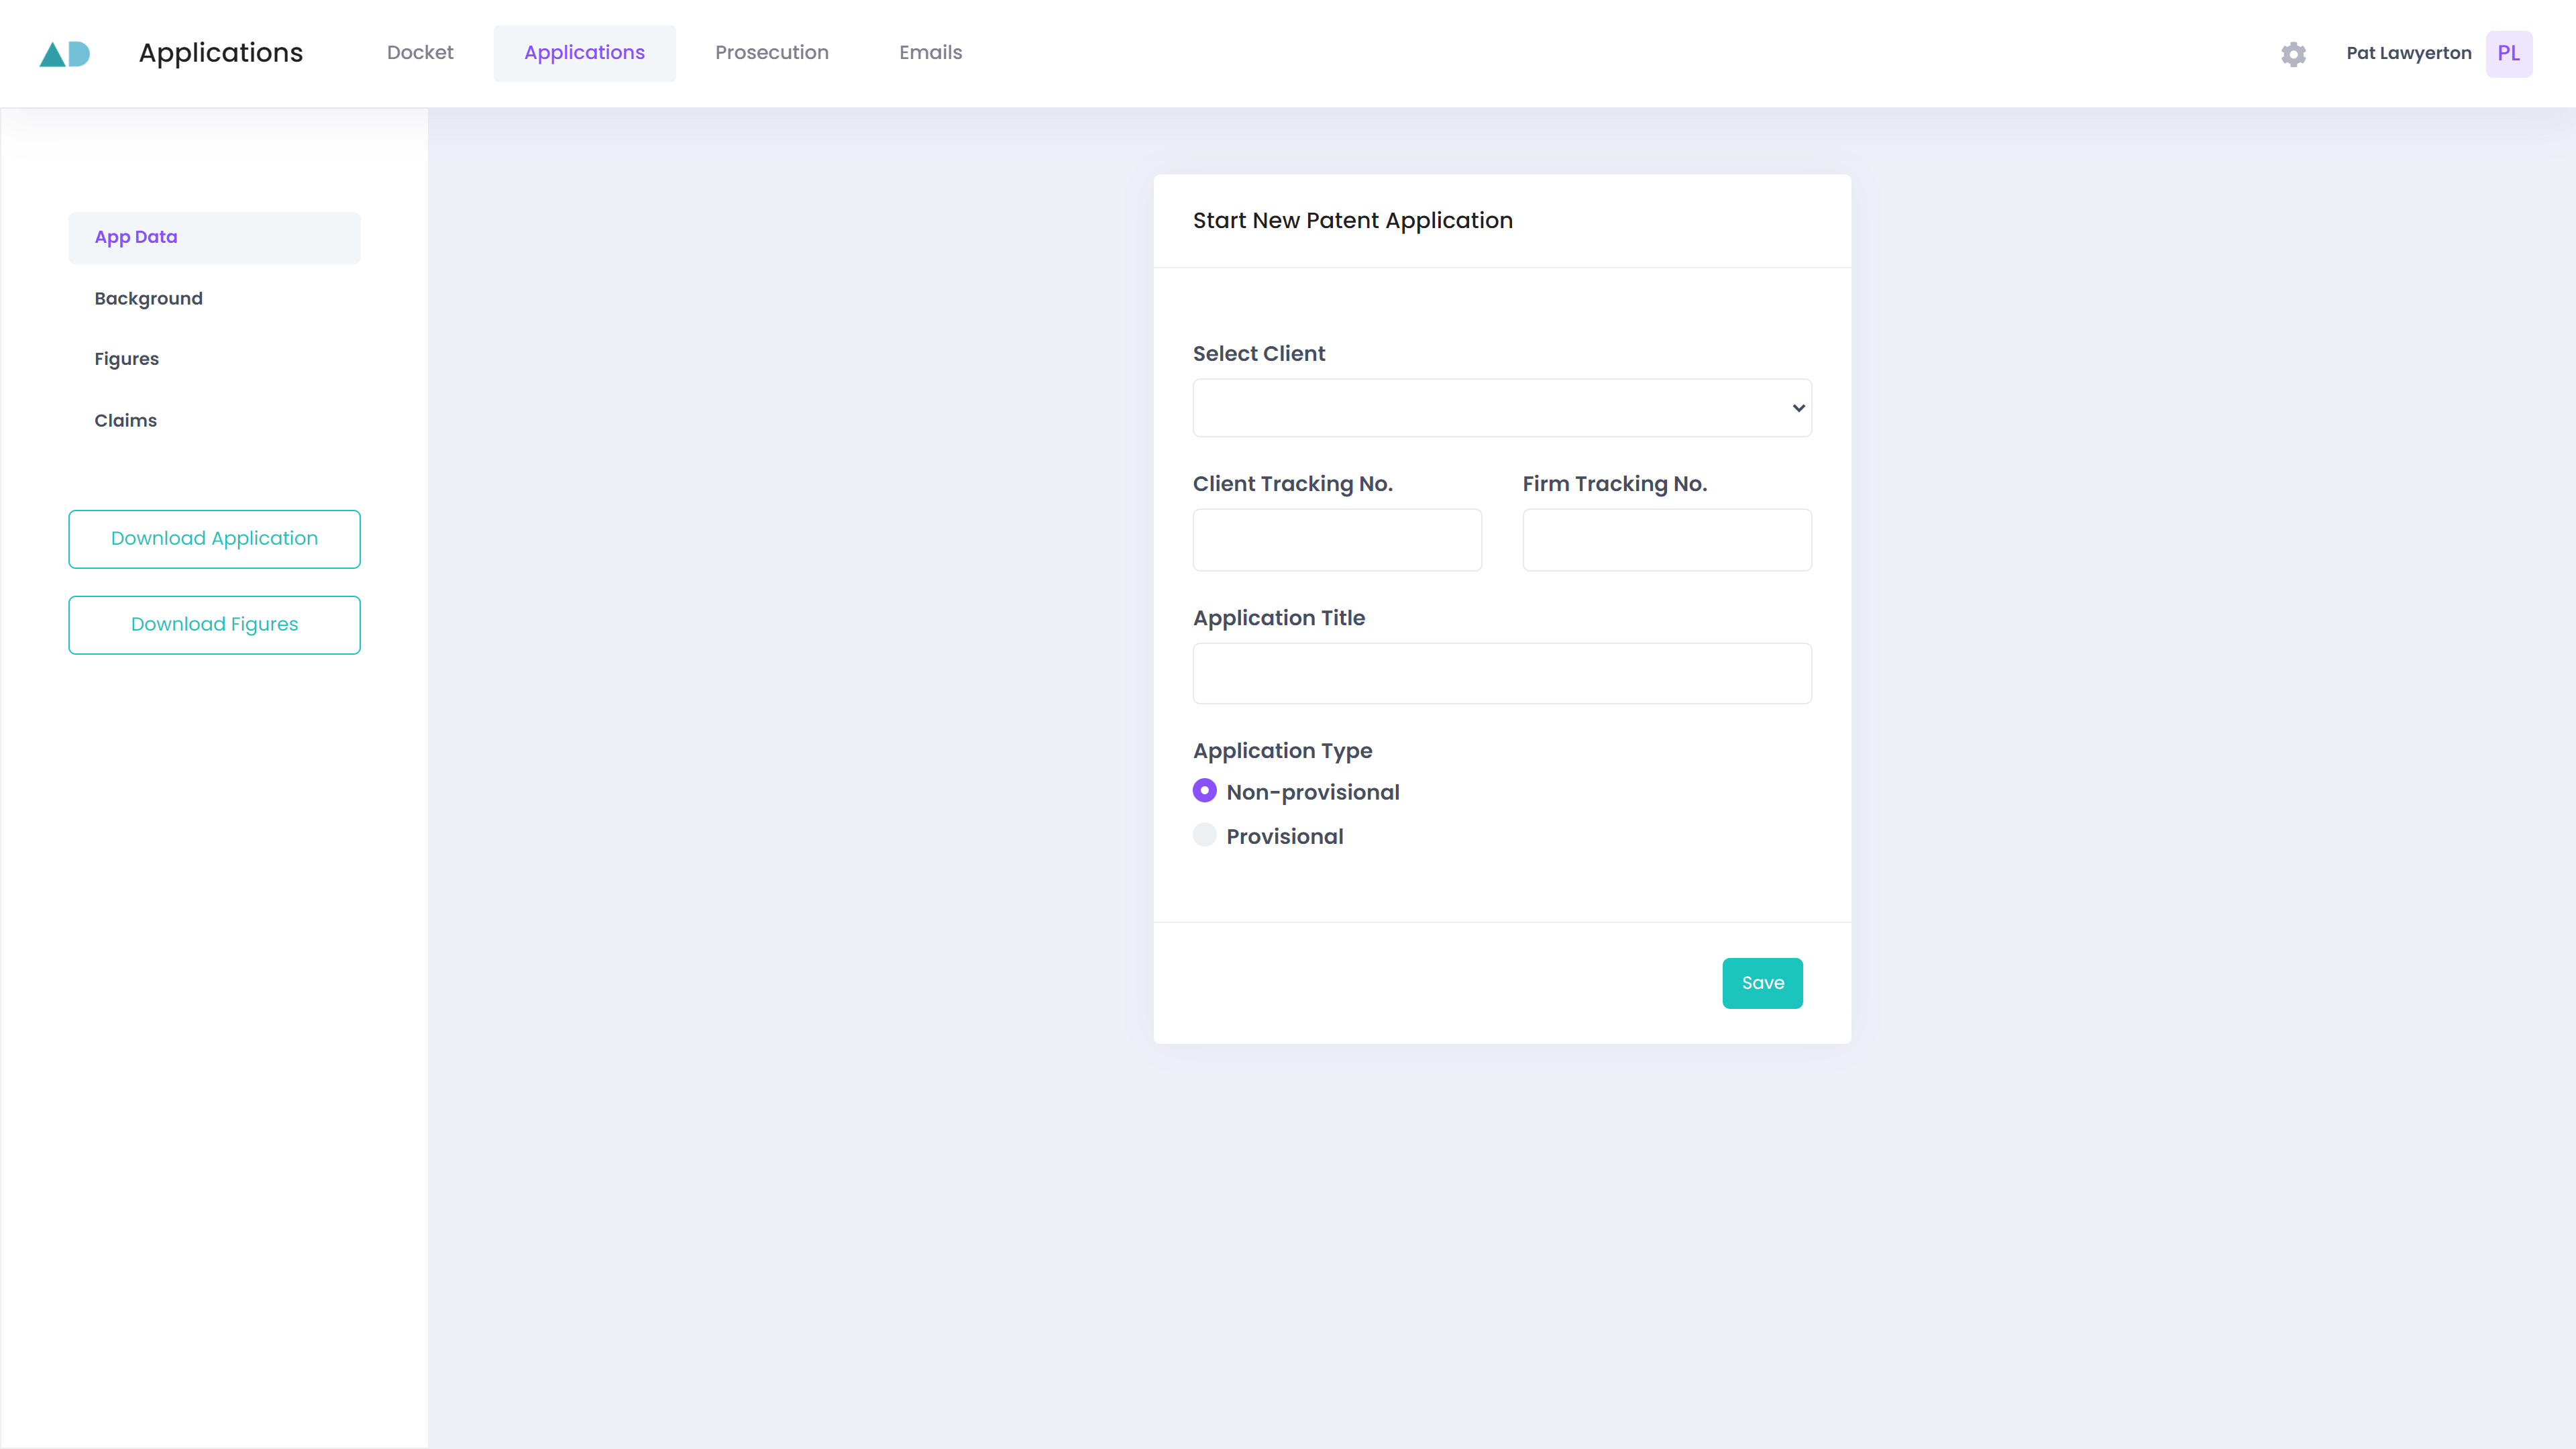 Applications
Docket
Applications
Prosecution
Emails
Pat Lawyerton
PL
App Data
Background
Figures
Claims
Download Application
Download Figures
Start New Patent Application
Select Client
Client Tracking No.
Firm Tracking No.
Application Title
Application Type
Non-provisional
Provisional
Save